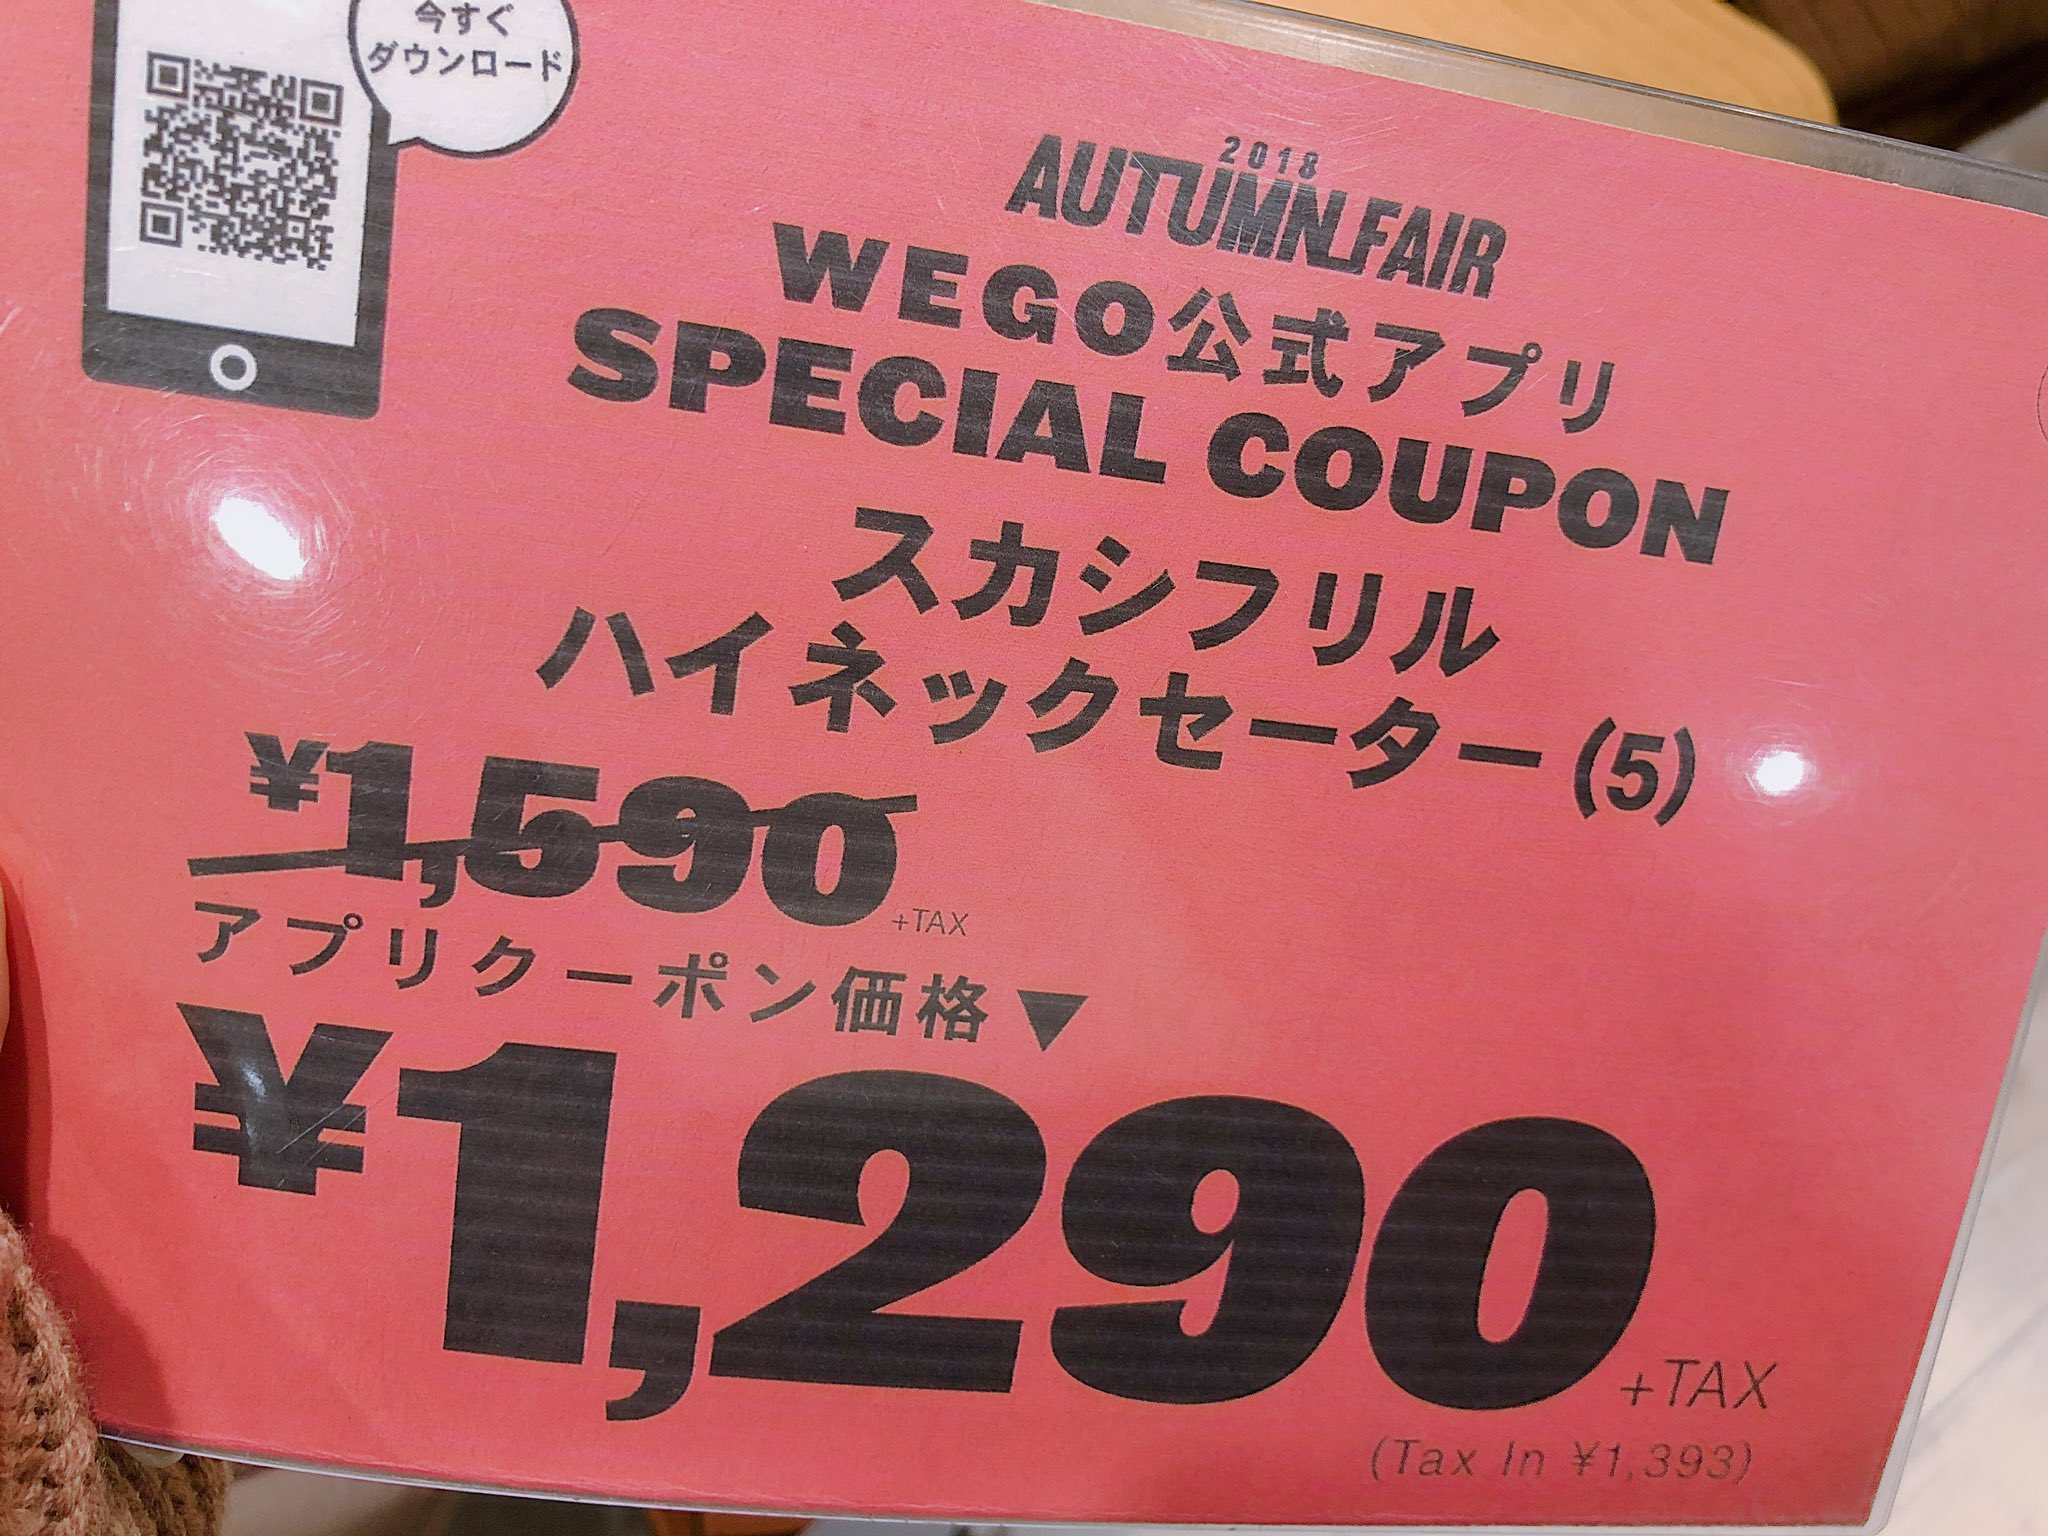 今すぐ
ダウンロード
2018
AUTUMN FAIR
WEGO公式アプリ
SPECIAL COUPON
スカシフリル
ハイネックセーター(5)
¥1,590 +TAX
アプリクーポン価格▼
¥1,290 +TAX
(Tax In ¥1,393)